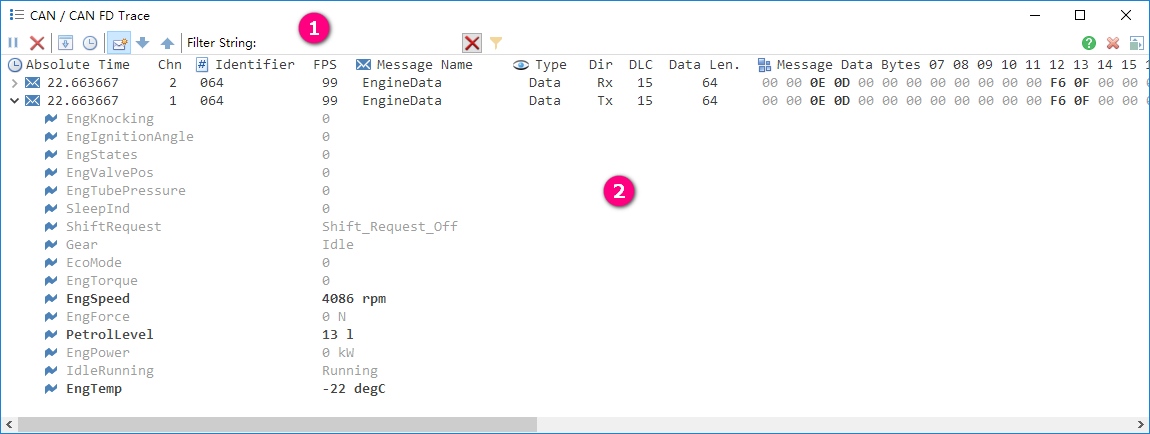 CAN / CAN FD Trace
1
Filter String:
Absolute Time Chn # Identifier FPS Message Name Type Dir DLC Data Len. Message Data Bytes 07 08 09 10 11 12 13 14 15 1
22.663667 2 064 99 EngineData Data Rx 15 64 00 00 0E 0D 00 00 00 00 00 00 00 00 F6 0F 00 00
22.663667 1 064 99 EngineData Data Tx 15 64 00 00 0E 0D 00 00 00 00 00 00 00 00 F6 0F 00 00
EngKnocking 0
EngIgnitionAngle 0
EngStates 0
EngValvePos 0
2
EngTubePressure 0
SleepInd 0
ShiftRequest Shift_Request_Off
Gear Idle
EcoMode 0
EngTorque 0
EngSpeed 4086 rpm
EngForce 0 N
PetrolLevel 13 l
EngPower 0 kW
IdleRunning Running
EngTemp -22 degC